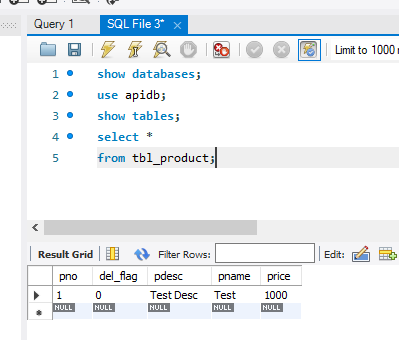 Query 1
SQL File 3*
Limit to 1000 r
1 show databases;
2 use apidb;
3 show tables;
4 select *
5 from tbl_product;
Result Grid Filter Rows: Edit:
pno del_flag pdesc pname price
1 0 Test Desc Test 1000
NULL NULL NULL NULL NULL